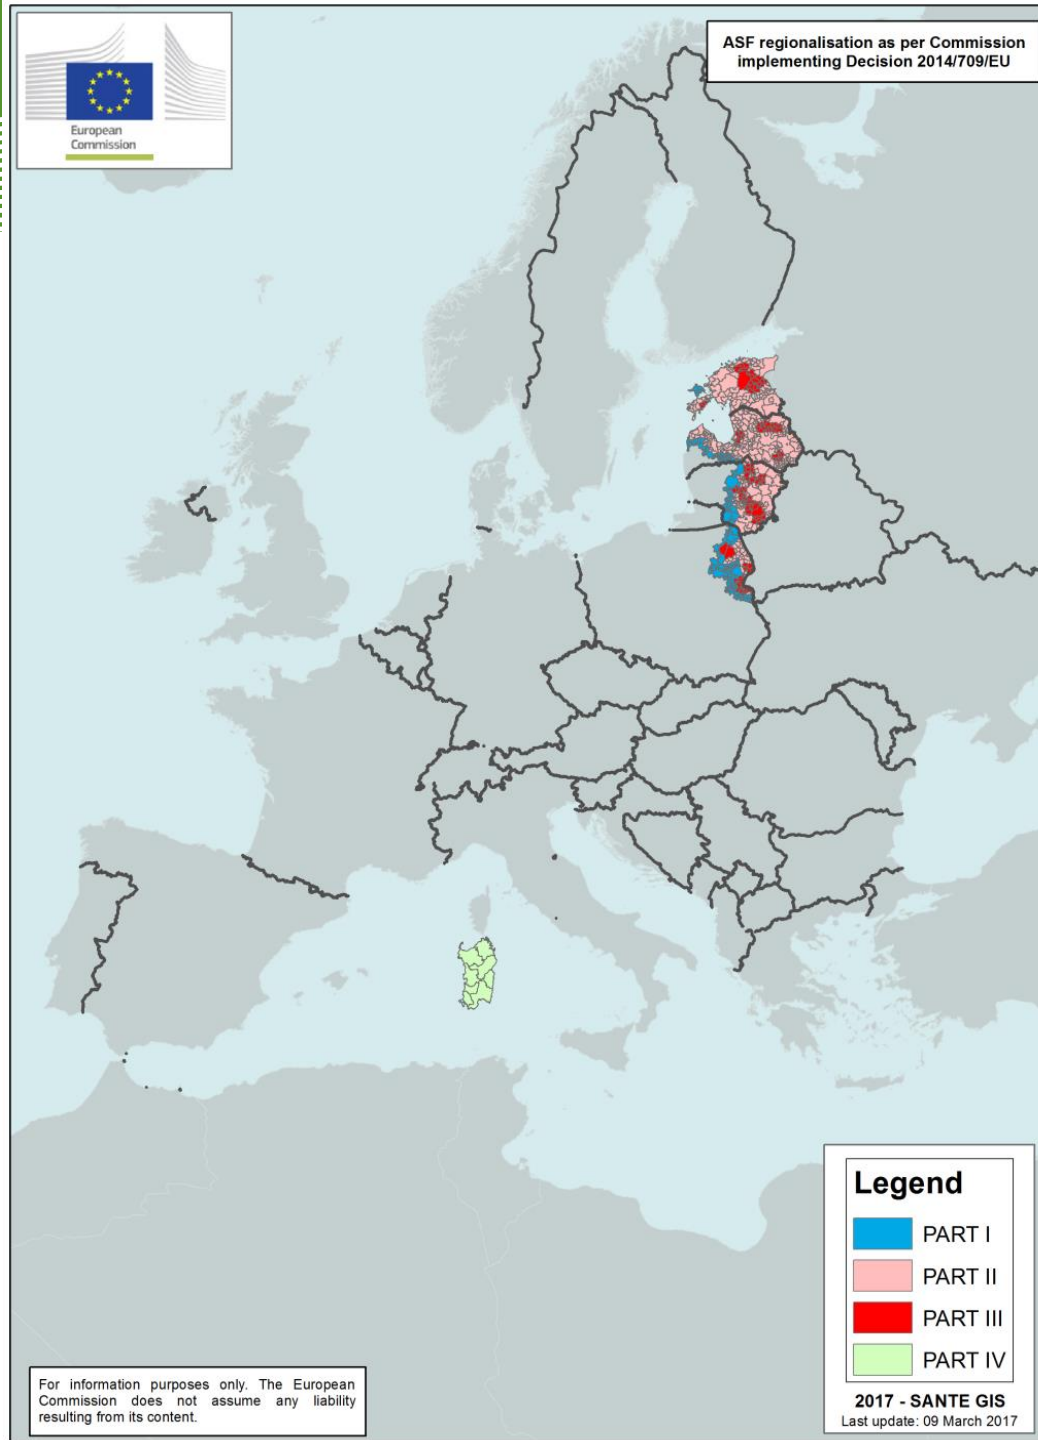 European
Commission
ASF regionalisation as per Commission
implementing Decision 2014/709/EU
Legend
PART I
PART II
PART III
PART IV
2017 - SANTE GIS
Last update: 09 March 2017
For information purposes only. The European
Commission does not assume any liability
resulting from its content.